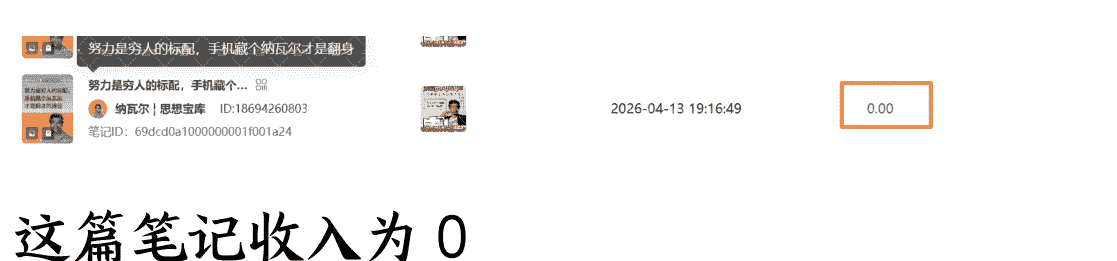 努力是穷人的标配，手机藏个纳瓦尔才是翻身
努力是穷人的标配，手机藏个...
纳瓦尔 | 思想宝库 ID:18694260803
笔记ID：69dcd0a1000000001f001a24
2026-04-13 19:16:49
0.00
这篇笔记收入为 0